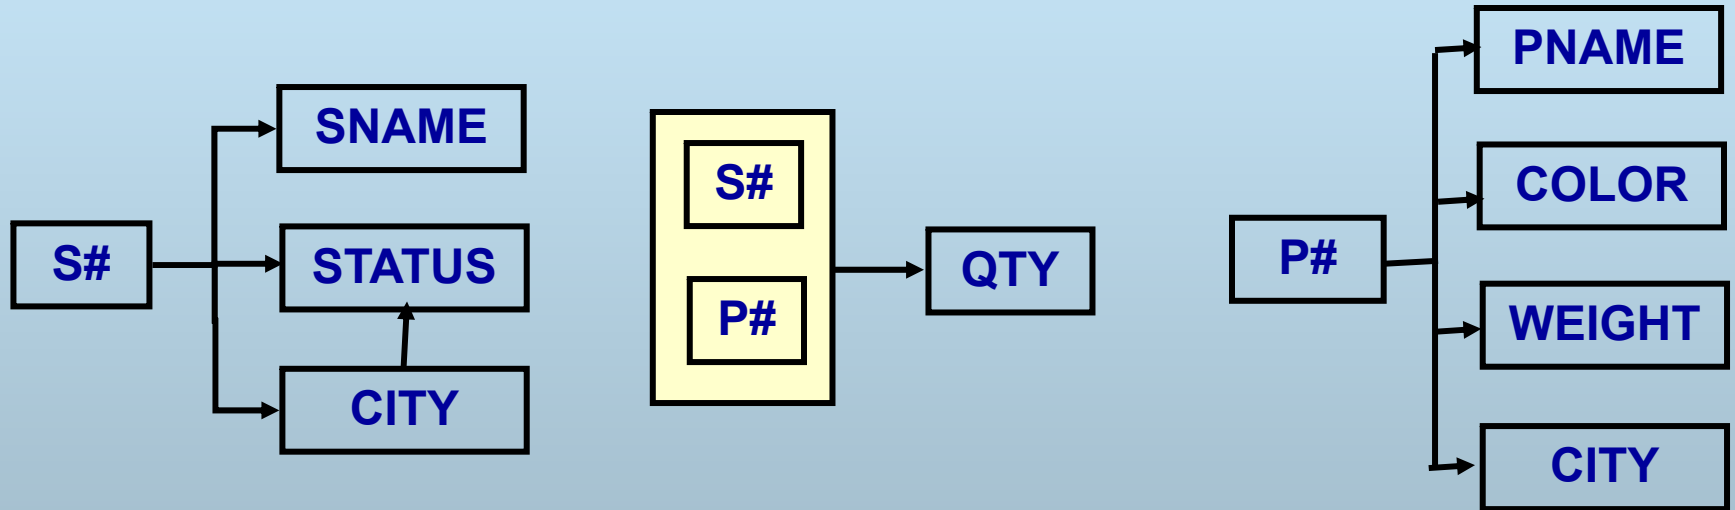 S#
SNAME
STATUS
CITY
S#
P#
QTY
P#
PNAME
COLOR
WEIGHT
CITY